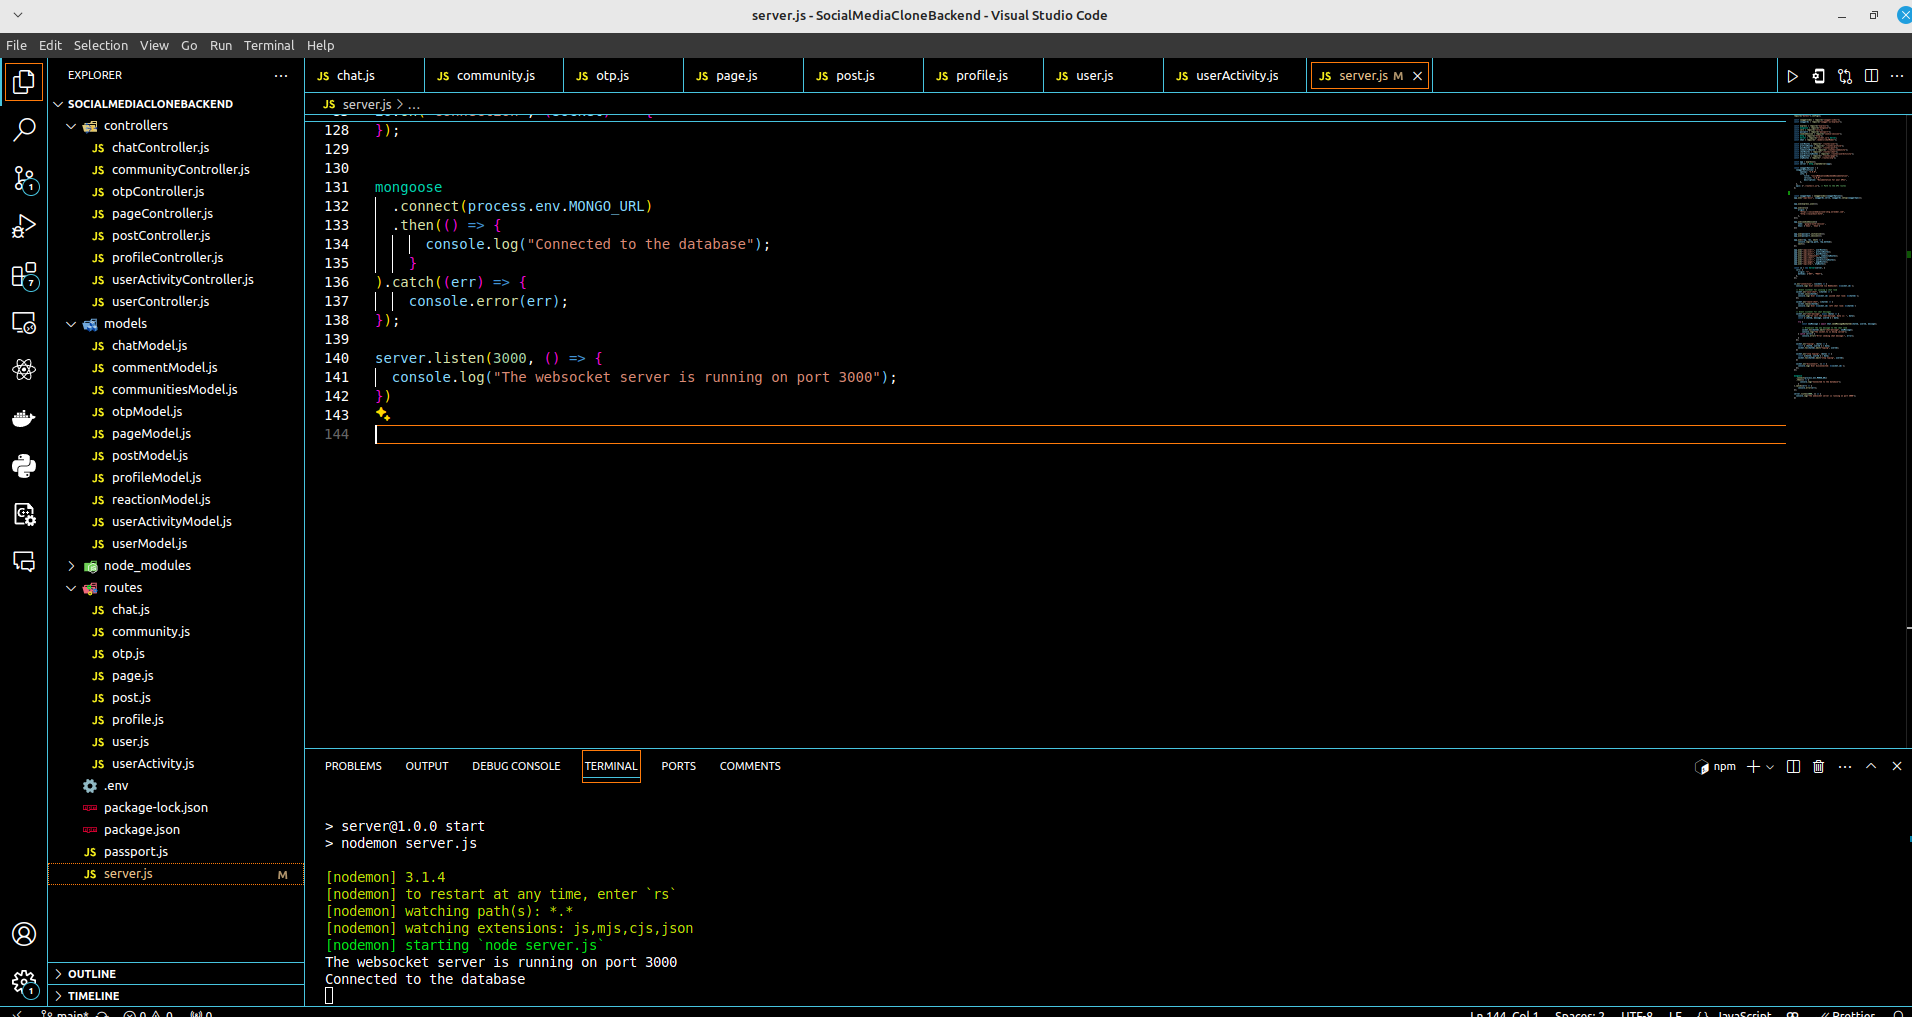 server.js - SocialMediaCloneBackend - Visual Studio Code
File Edit Selection View Go Run Terminal Help
EXPLORER
SOCIALMEDIACLONEBACKEND
controllers
JS chatController.js
JS communityController.js
JS otpController.js
JS pageController.js
JS postController.js
JS profileController.js
JS userActivityController.js
JS userController.js
models
JS chatModel.js
JS commentModel.js
JS communitiesModel.js
JS otpModel.js
JS pageModel.js
JS postModel.js
JS profileModel.js
JS reactionModel.js
JS userActivityModel.js
JS userModel.js
node_modules
routes
JS chat.js
JS community.js
JS otp.js
JS page.js
JS post.js
JS profile.js
JS user.js
JS userActivity.js
.env
package-lock.json
package.json
JS passport.js
JS server.js M
OUTLINE
TIMELINE
1
7
1
JS chat.js JS community.js JS otp.js JS page.js JS post.js JS profile.js JS user.js JS userActivity.js JS server.js M
JS server.js > ...
128 });
129
130
131 mongoose
132 .connect(process.env.MONGO_URL)
133 .then(() => {
134 console.log("Connected to the database");
135 }
136 ).catch((err) => {
137 console.error(err);
138 });
139
140 server.listen(3000, () => {
141 console.log("The websocket server is running on port 3000");
142 })
143
144
PROBLEMS OUTPUT DEBUG CONSOLE TERMINAL PORTS COMMENTS
npm
> server@1.0.0 start
> nodemon server.js
[nodemon] 3.1.4
[nodemon] to restart at any time, enter `rs`
[nodemon] watching path(s): *.*
[nodemon] watching extensions: js,mjs,cjs,json
[nodemon] starting `node server.js`
The websocket server is running on port 3000
Connected to the database
main* 0 0 0 Ln 144, Col 1 Spaces: 2 UTF-8 LF {} JavaScript Prettier